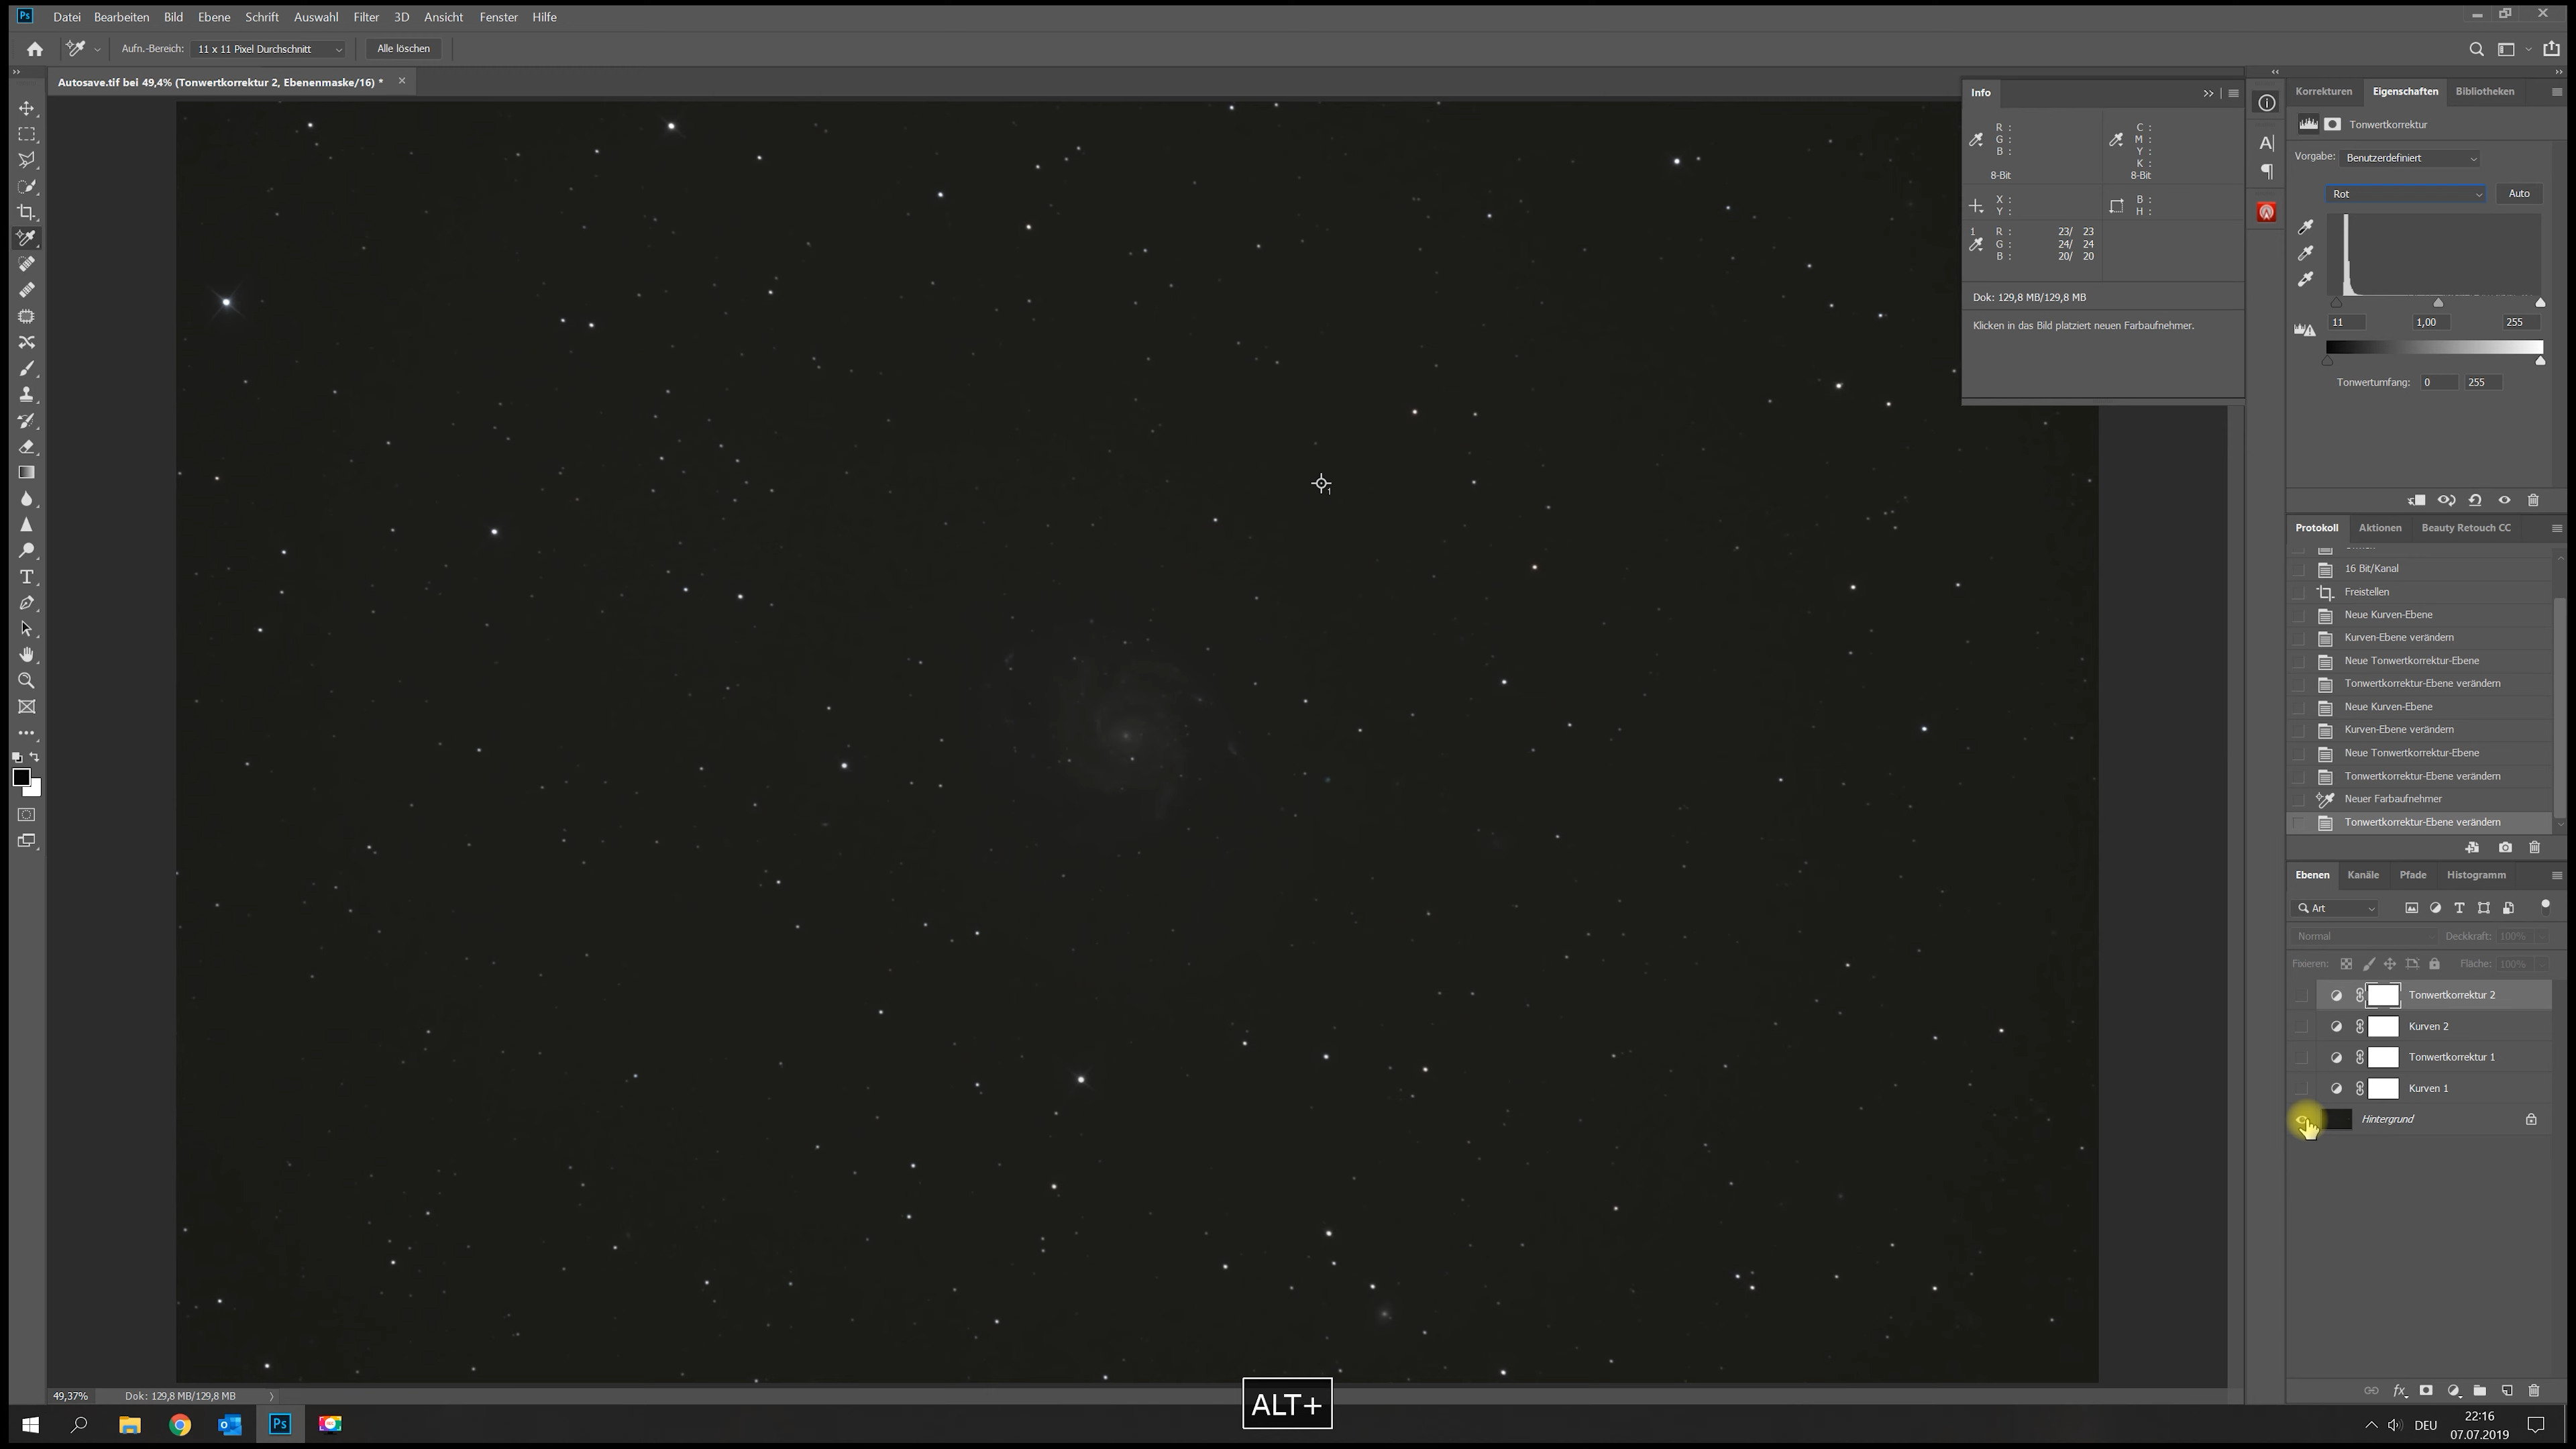 Ps Datei Bearbeiten Bild Ebene Schrift Auswahl Filter 3D Ansicht Fenster Hilfe
Aufn.-Bereich: 11 x 11 Pixel Durchschnitt Alle löschen
Autosave.tif bei 49,4% (Tonwertkorrektur 2, Ebenenmaske/16) *
Info
R :
G :
B :
8-Bit
C :
M :
Y :
K :
8-Bit
X :
Y :
B :
H :
1 R : 23/ 23
G : 24/ 24
B : 20/ 20
Dok: 129,8 MB/129,8 MB
Klicken in das Bild platziert neuen Farbaufnehmer.
Korrekturen Eigenschaften Bibliotheken
Tonwertkorrektur
Vorgabe: Benutzerdefiniert
Rot Auto
11 1,00 255
Tonwertumfang: 0 255
Protokoll Aktionen Beauty Retouch CC
16 Bit/Kanal
Freistellen
Neue Kurven-Ebene
Kurven-Ebene verändern
Neue Tonwertkorrektur-Ebene
Tonwertkorrektur-Ebene verändern
Neue Kurven-Ebene
Kurven-Ebene verändern
Neue Tonwertkorrektur-Ebene
Tonwertkorrektur-Ebene verändern
Neuer Farbaufnehmer
Tonwertkorrektur-Ebene verändern
Ebenen Kanäle Pfade Histogramm
Art
Normal Deckkraft: 100%
Fixieren: Fläche: 100%
Tonwertkorrektur 2
Kurven 2
Tonwertkorrektur 1
Kurven 1
Hintergrund
1
49,37% Dok: 129,8 MB/129,8 MB
ALT+
Ps
DEU
22:16
07.07.2019